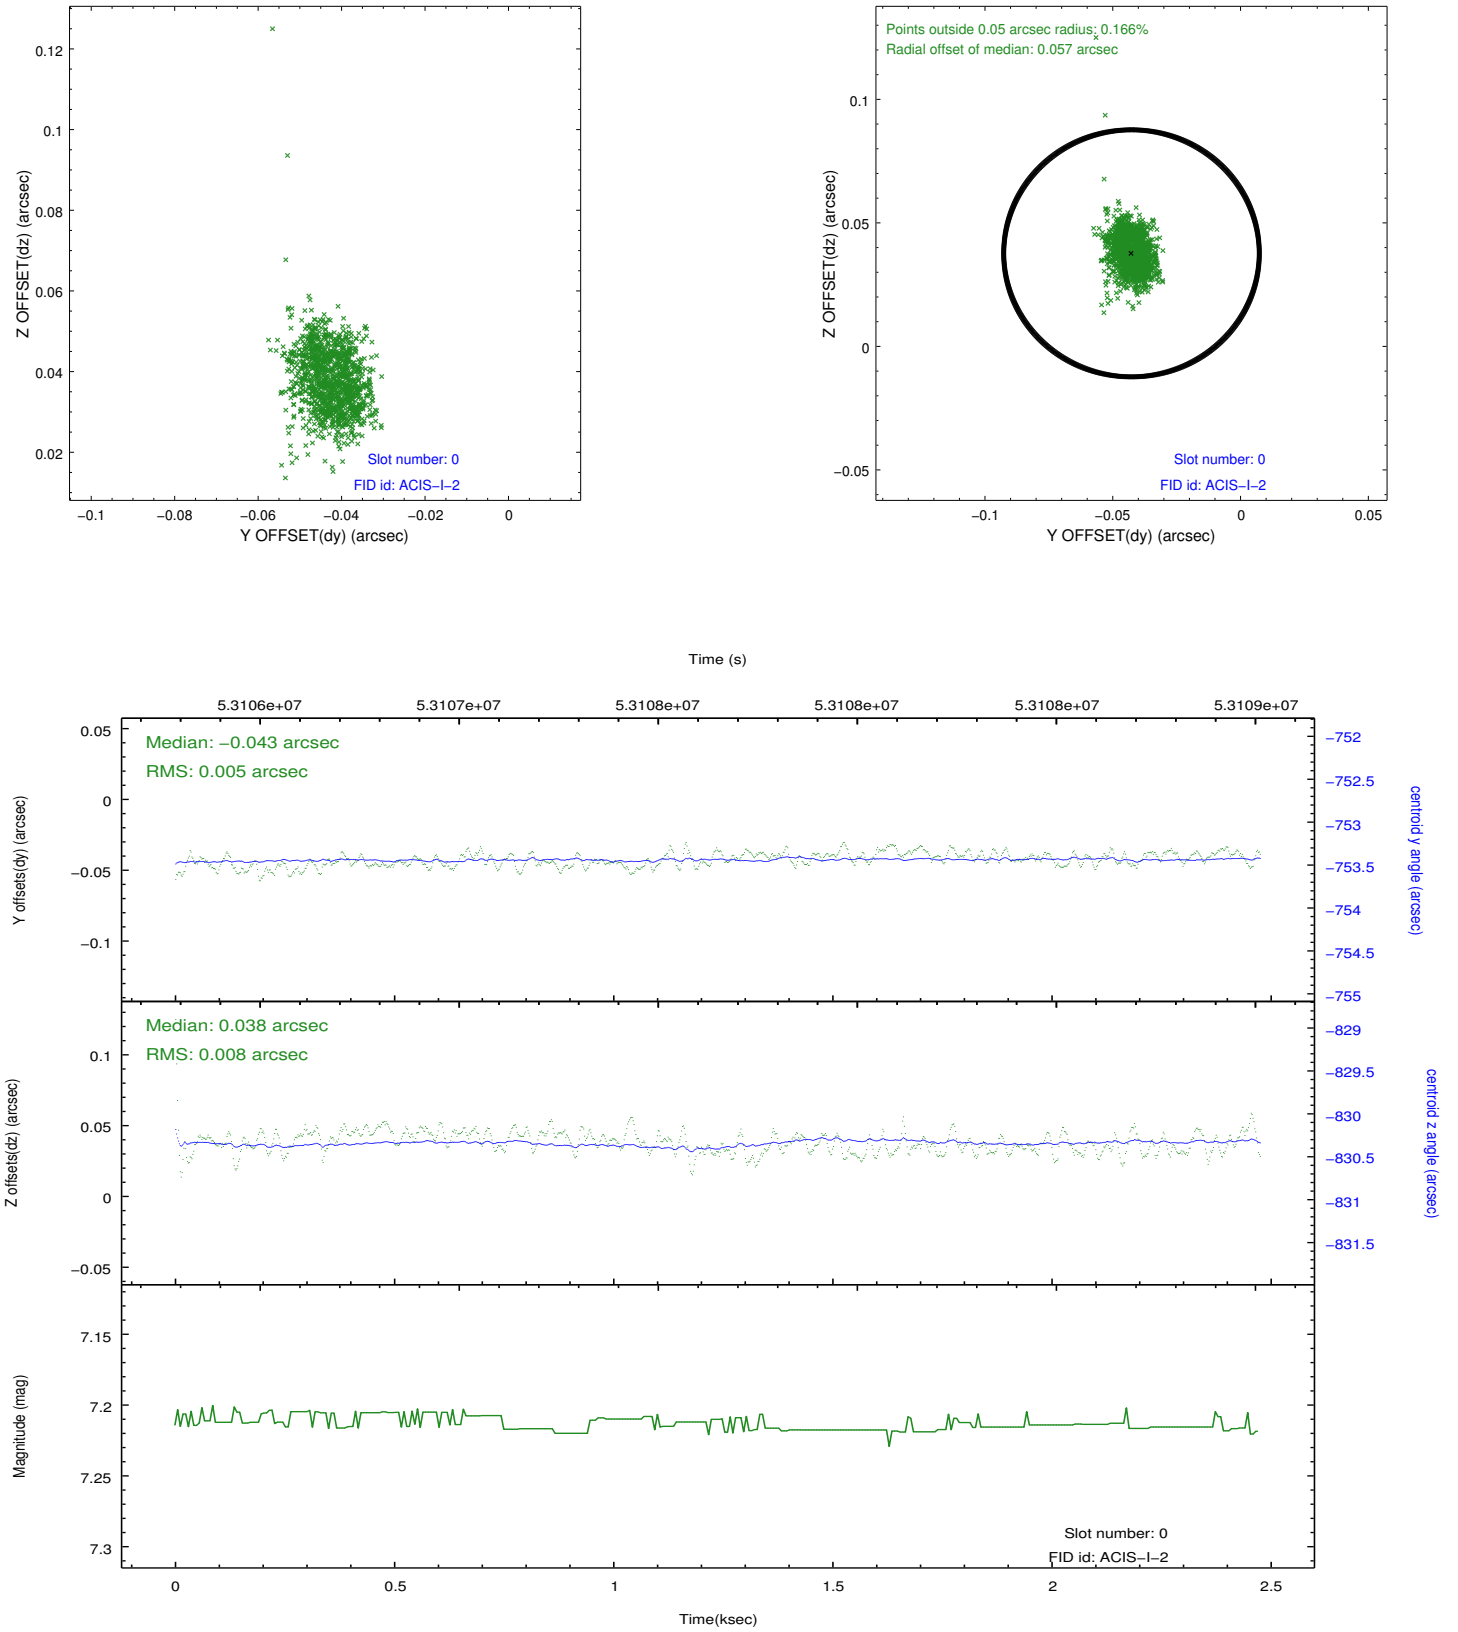 0.12
0.1
0.08
0.06
0.04
0.02
Z OFFSET(dz) (arcsec)
Slot number: 0
FID id: ACIS−I−2
−0.1
−0.08
−0.06
−0.04
−0.02
0
Y OFFSET(dy) (arcsec)
Points outside 0.05 arcsec radius: 0.166%
Radial offset of median: 0.057 arcsec
0.1
0.05
0
−0.05
Z OFFSET(dz) (arcsec)
Slot number: 0
FID id: ACIS−I−2
−0.1
−0.05
0
0.05
Y OFFSET(dy) (arcsec)
Time (s)
5.3106e+07
5.3107e+07
5.3108e+07
5.3108e+07
5.3108e+07
5.3109e+07
Median: −0.043 arcsec
RMS: 0.005 arcsec
0.05
0
−0.05
−0.1
Y offsets(dy) (arcsec)
−752
−752.5
−753
−753.5
−754
−754.5
−755
centroid y angle (arcsec)
Median: 0.038 arcsec
RMS: 0.008 arcsec
0.1
0.05
0
−0.05
Z offsets(dz) (arcsec)
−829
−829.5
−830
−830.5
−831
−831.5
centroid z angle (arcsec)
7.15
7.2
7.25
7.3
Magnitude (mag)
Slot number: 0
FID id: ACIS−I−2
0
0.5
1
1.5
2
2.5
Time(ksec)